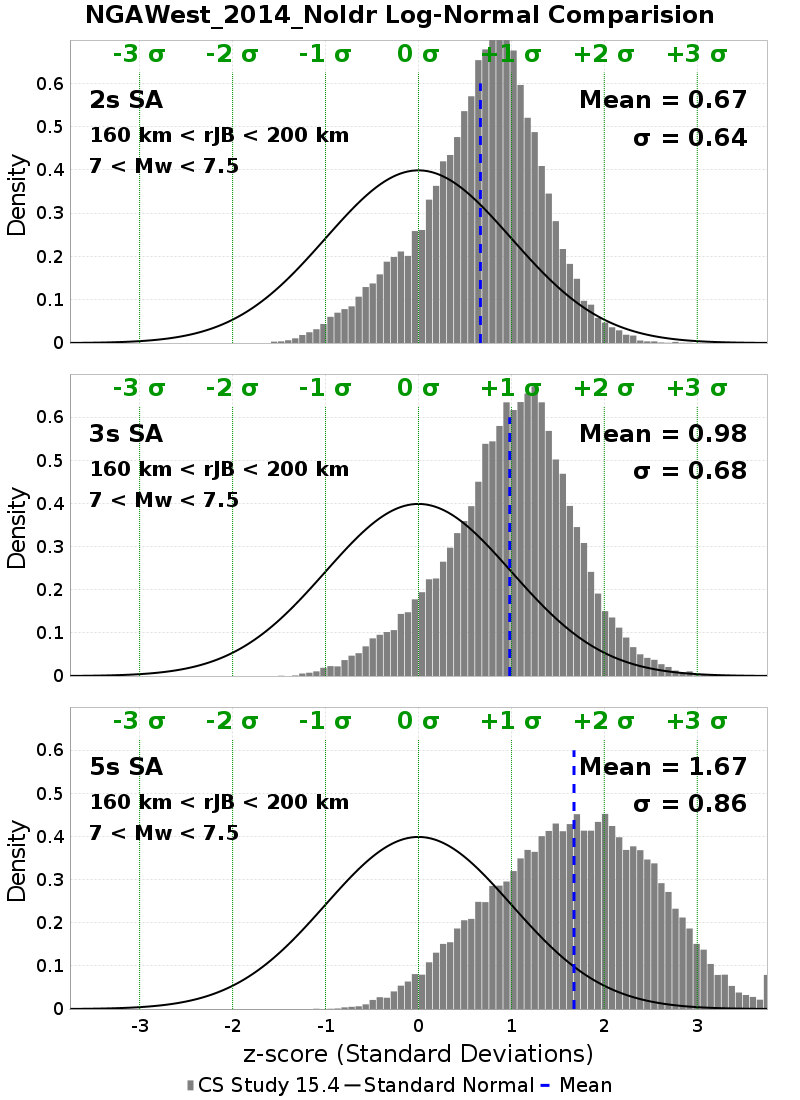 NGAWest_2014_NoIdr Log-Normal Comparision
-3 σ -2 σ -1 σ 0 σ +1 σ +2 σ +3 σ
2s SA
Mean = 0.67
160 km < rJB < 200 km
σ = 0.64
7 < Mw < 7.5
Density
0.6
0.5
0.4
0.3
0.2
0.1
0
-3 σ -2 σ -1 σ 0 σ +1 σ +2 σ +3 σ
3s SA
Mean = 0.98
160 km < rJB < 200 km
σ = 0.68
7 < Mw < 7.5
Density
0.6
0.5
0.4
0.3
0.2
0.1
0
-3 σ -2 σ -1 σ 0 σ +1 σ +2 σ +3 σ
5s SA
Mean = 1.67
160 km < rJB < 200 km
σ = 0.86
7 < Mw < 7.5
Density
0.6
0.5
0.4
0.3
0.2
0.1
0
-3 -2 -1 0 1 2 3
z-score (Standard Deviations)
CS Study 15.4 Standard Normal Mean